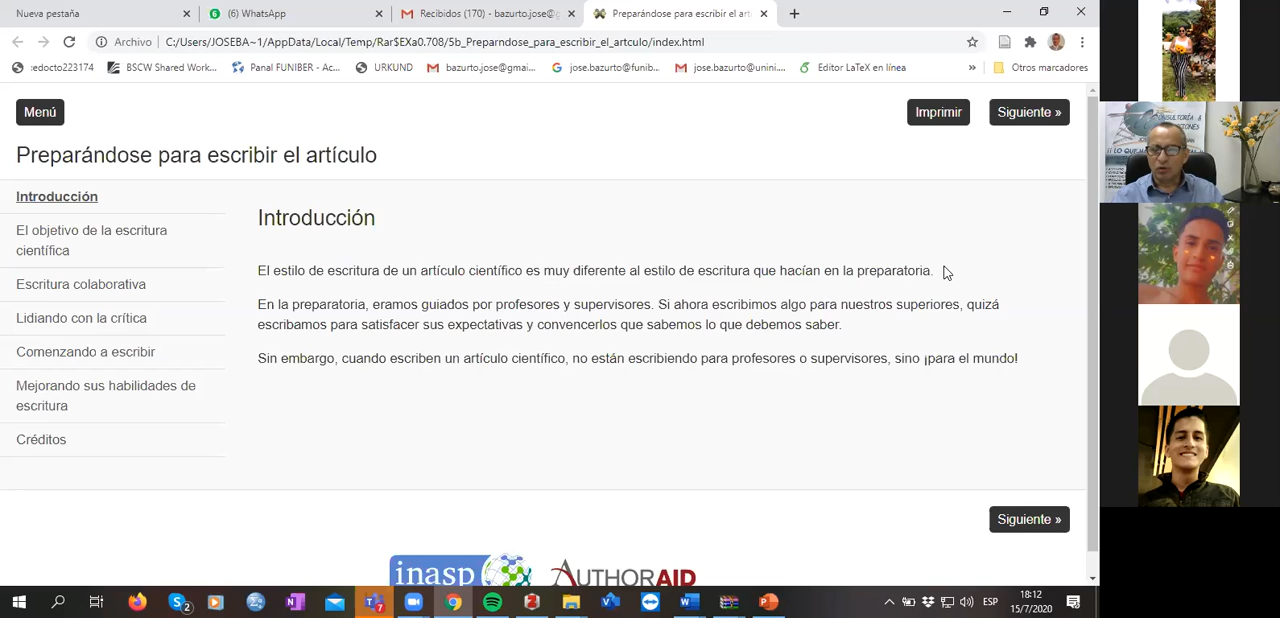 Nueva pestaña
(6) WhatsApp
Recibidos (170) - bazurto.jose@g
Preparándose para escribir el artí
Archivo
C:/Users/JOSEBA~1/AppData/Local/Temp/Rar$EXa0.708/5b_Preparndose_para_escribir_el_artculo/index.html
:edocto223174
BSCW Shared Work...
Panal FUNIBER - Ac...
URKUND
bazurto.jose@gmai...
jose.bazurto@funib...
jose.bazurto@unini....
Editor LaTeX en línea
»
Otros marcadores
Menú
Imprimir
Siguiente »
Preparándose para escribir el artículo
Introducción
El objetivo de la escritura
científica
Escritura colaborativa
Lidiando con la crítica
Comenzando a escribir
Mejorando sus habilidades de
escritura
Créditos
Introducción
El estilo de escritura de un artículo científico es muy diferente al estilo de escritura que hacían en la preparatoria.
En la preparatoria, eramos guiados por profesores y supervisores. Si ahora escribimos algo para nuestros superiores, quizá
escribamos para satisfacer sus expectativas y convencerlos que sabemos lo que debemos saber.
Sin embargo, cuando escriben un artículo científico, no están escribiendo para profesores o supervisores, sino ¡para el mundo!
Siguiente »
inasp
AUTHORAID
ESP
18:12
15/7/2020